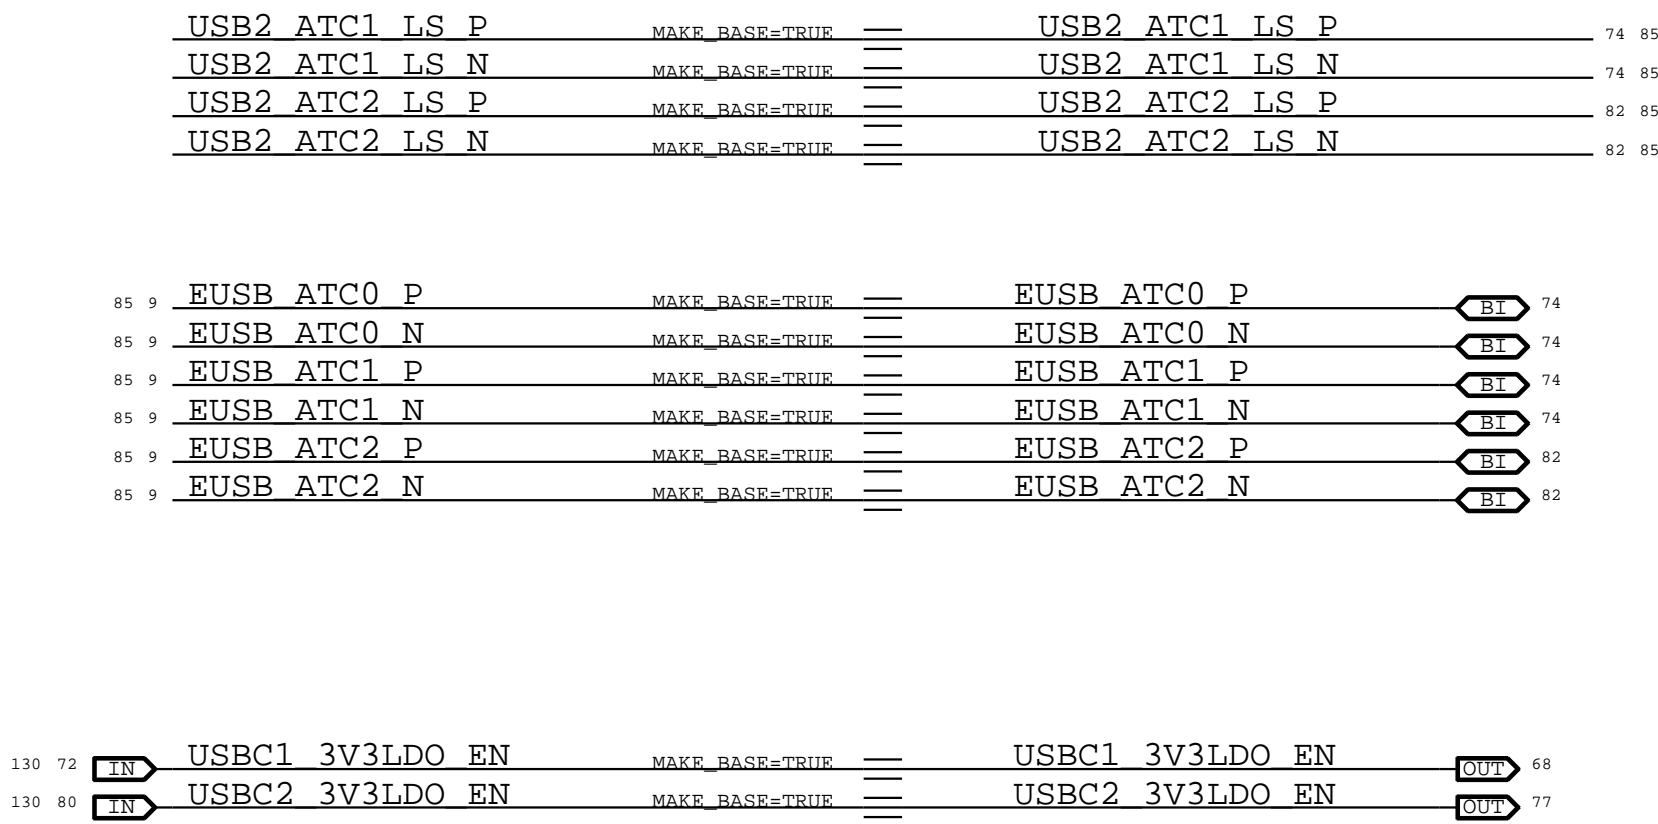 USB2_ATC1_LS_P MAKE_BASE=TRUE USB2_ATC1_LS_P 74 85
USB2_ATC1_LS_N MAKE_BASE=TRUE USB2_ATC1_LS_N 74 85
USB2_ATC2_LS_P MAKE_BASE=TRUE USB2_ATC2_LS_P 82 85
USB2_ATC2_LS_N MAKE_BASE=TRUE USB2_ATC2_LS_N 82 85
85 9 EUSB_ATC0_P MAKE_BASE=TRUE EUSB_ATC0_P BI 74
85 9 EUSB_ATC0_N MAKE_BASE=TRUE EUSB_ATC0_N BI 74
85 9 EUSB_ATC1_P MAKE_BASE=TRUE EUSB_ATC1_P BI 74
85 9 EUSB_ATC1_N MAKE_BASE=TRUE EUSB_ATC1_N BI 74
85 9 EUSB_ATC2_P MAKE_BASE=TRUE EUSB_ATC2_P BI 82
85 9 EUSB_ATC2_N MAKE_BASE=TRUE EUSB_ATC2_N BI 82
130 72 IN USBC1_3V3LDO_EN MAKE_BASE=TRUE USBC1_3V3LDO_EN OUT 68
130 80 IN USBC2_3V3LDO_EN MAKE_BASE=TRUE USBC2_3V3LDO_EN OUT 77